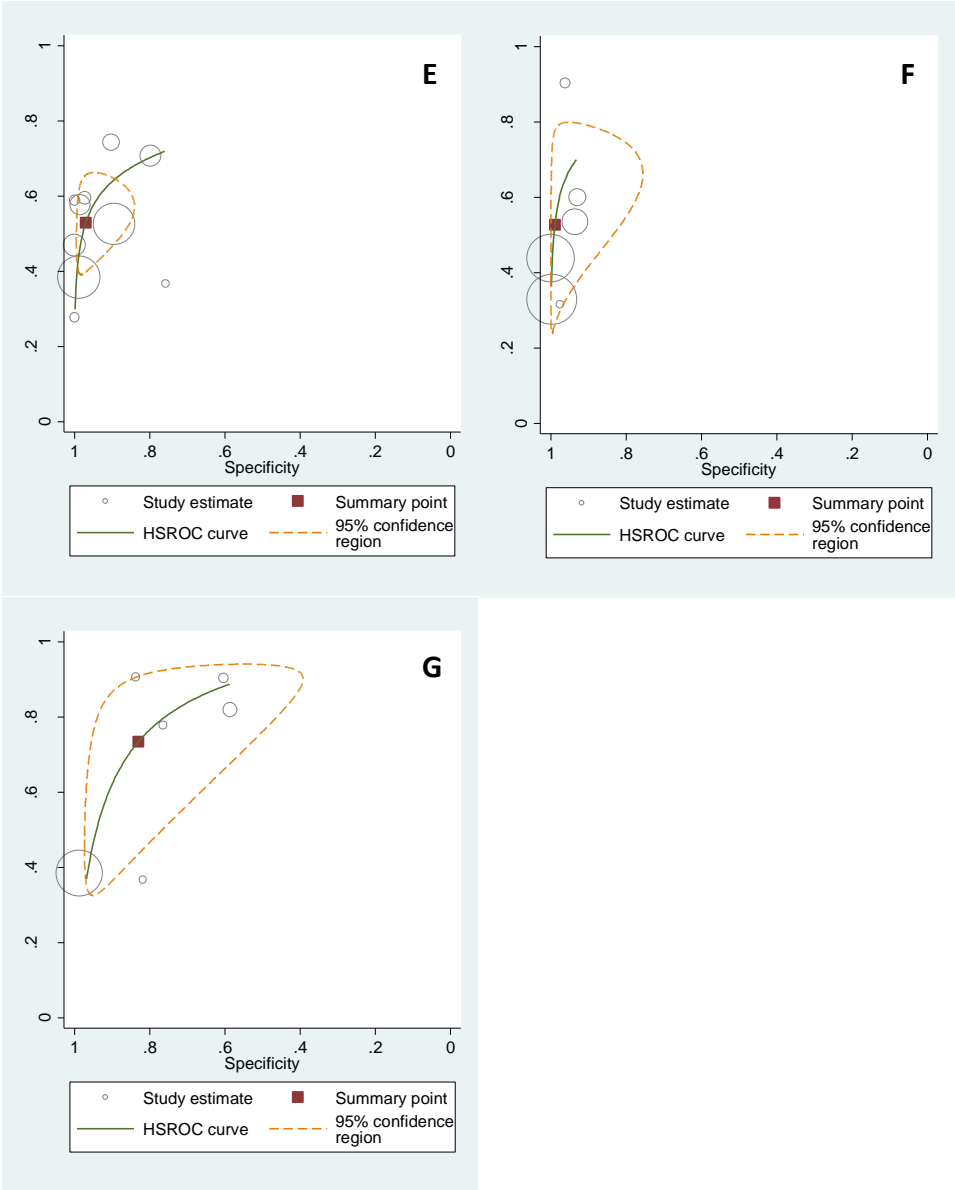 E
1
.8
.6
.4
.2
0
1 .8 .6 .4 .2 0
Specificity
Study estimate Summary point
HSROC curve 95% confidence
region
F
1
.8
.6
.4
.2
0
1 .8 .6 .4 .2 0
Specificity
Study estimate Summary point
HSROC curve 95% confidence
region
G
1
.8
.6
.4
.2
0
1 .8 .6 .4 .2 0
Specificity
Study estimate Summary point
HSROC curve 95% confidence
region